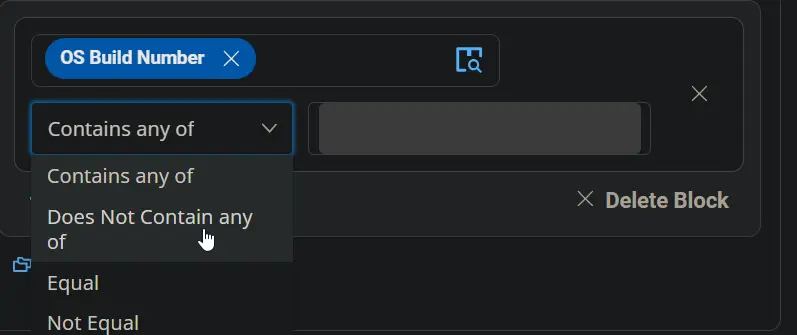 OS Build Number
Contains any of
Contains any of
Does Not Contain any
of
Delete Block
Equal
Not Equal